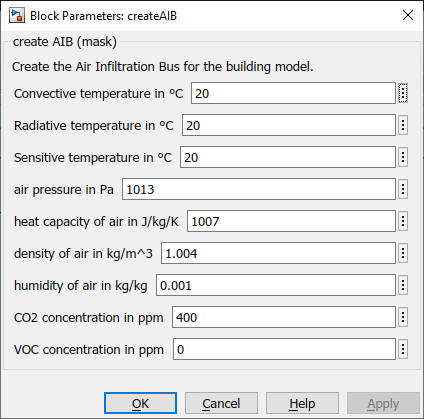 Block Parameters: createAIB
create AIB (mask)
Create the Air Infiltration Bus for the building model.
Convective temperature in ºC 20
Radiative temperature in ºC 20
Sensitive temperature in ºC 20
air pressure in Pa 1013
heat capacity of air in J/kg/K 1007
density of air in kg/m^3 1.004
humidity of air in kg/kg 0.001
CO2 concentration in ppm 400
VOC concentration in ppm 0
OK Cancel Help Apply